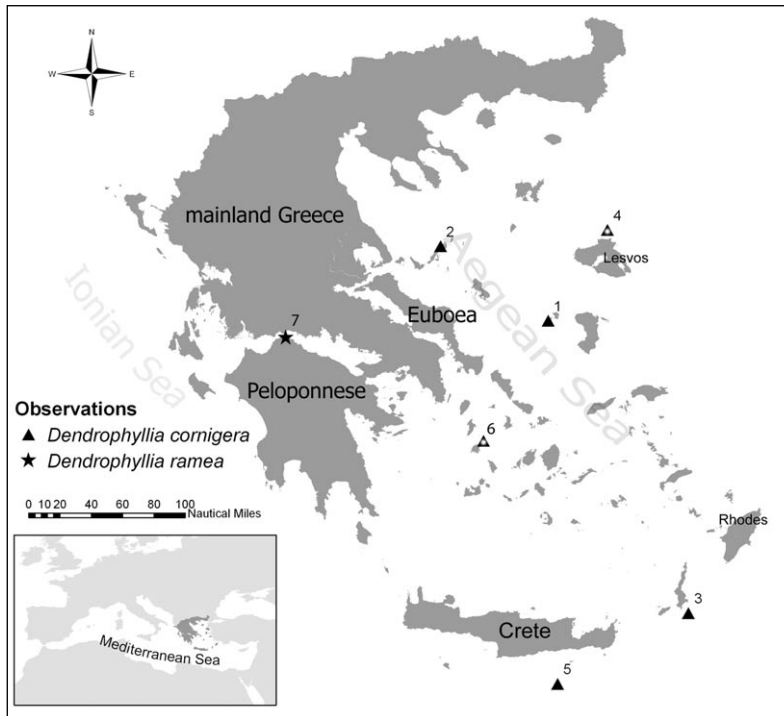 N
W E
S
4
mainland Greece
2
Lesvos
Aegean Sea
Ionian Sea
1
Euboea
7
Peloponnese
Observations
Dendrophyllia cornigera
Dendrophyllia ramea
6
0 10 20 40 60 80 100
Nautical Miles
Rhodes
3
Crete
5
Mediterranean Sea